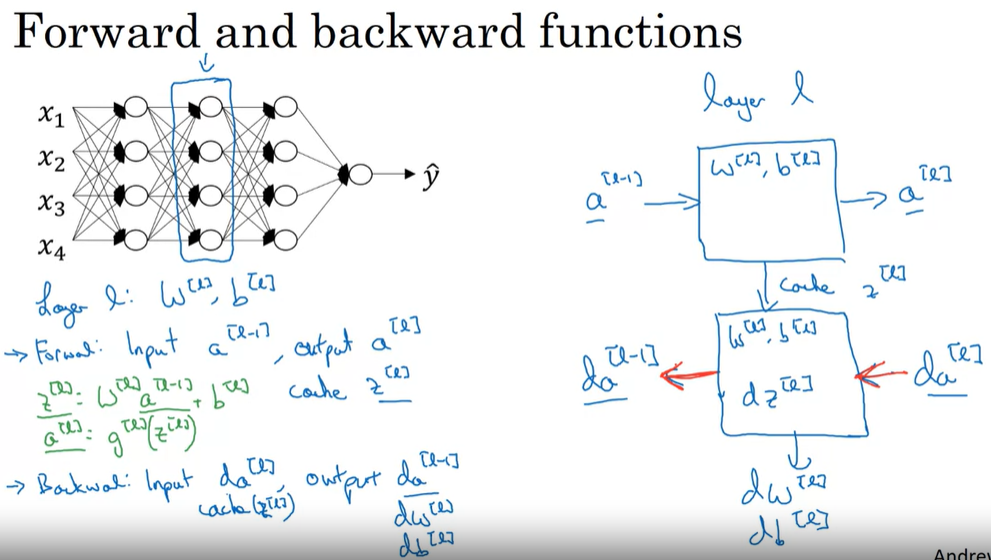 Forward and backward functions
x₁
x₂
x₃
x₄
ŷ
Layer l: W^[l], b^[l]
→ Forward: Input a^[l-1], output a^[l]
z^[l] = W^[l] a^[l-1] + b^[l]
cache z^[l]
a^[l] = g^[l](z^[l])
→ Backward: Input da^[l], output da^[l-1]
cache(z^[l])
dW^[l]
db^[l]
layer l
a^[l-1]
W^[l], b^[l]
a^[l]
cache z^[l]
da^[l-1]
W^[l], b^[l]
dz^[l]
da^[l]
dW^[l]
db^[l]
Andrew